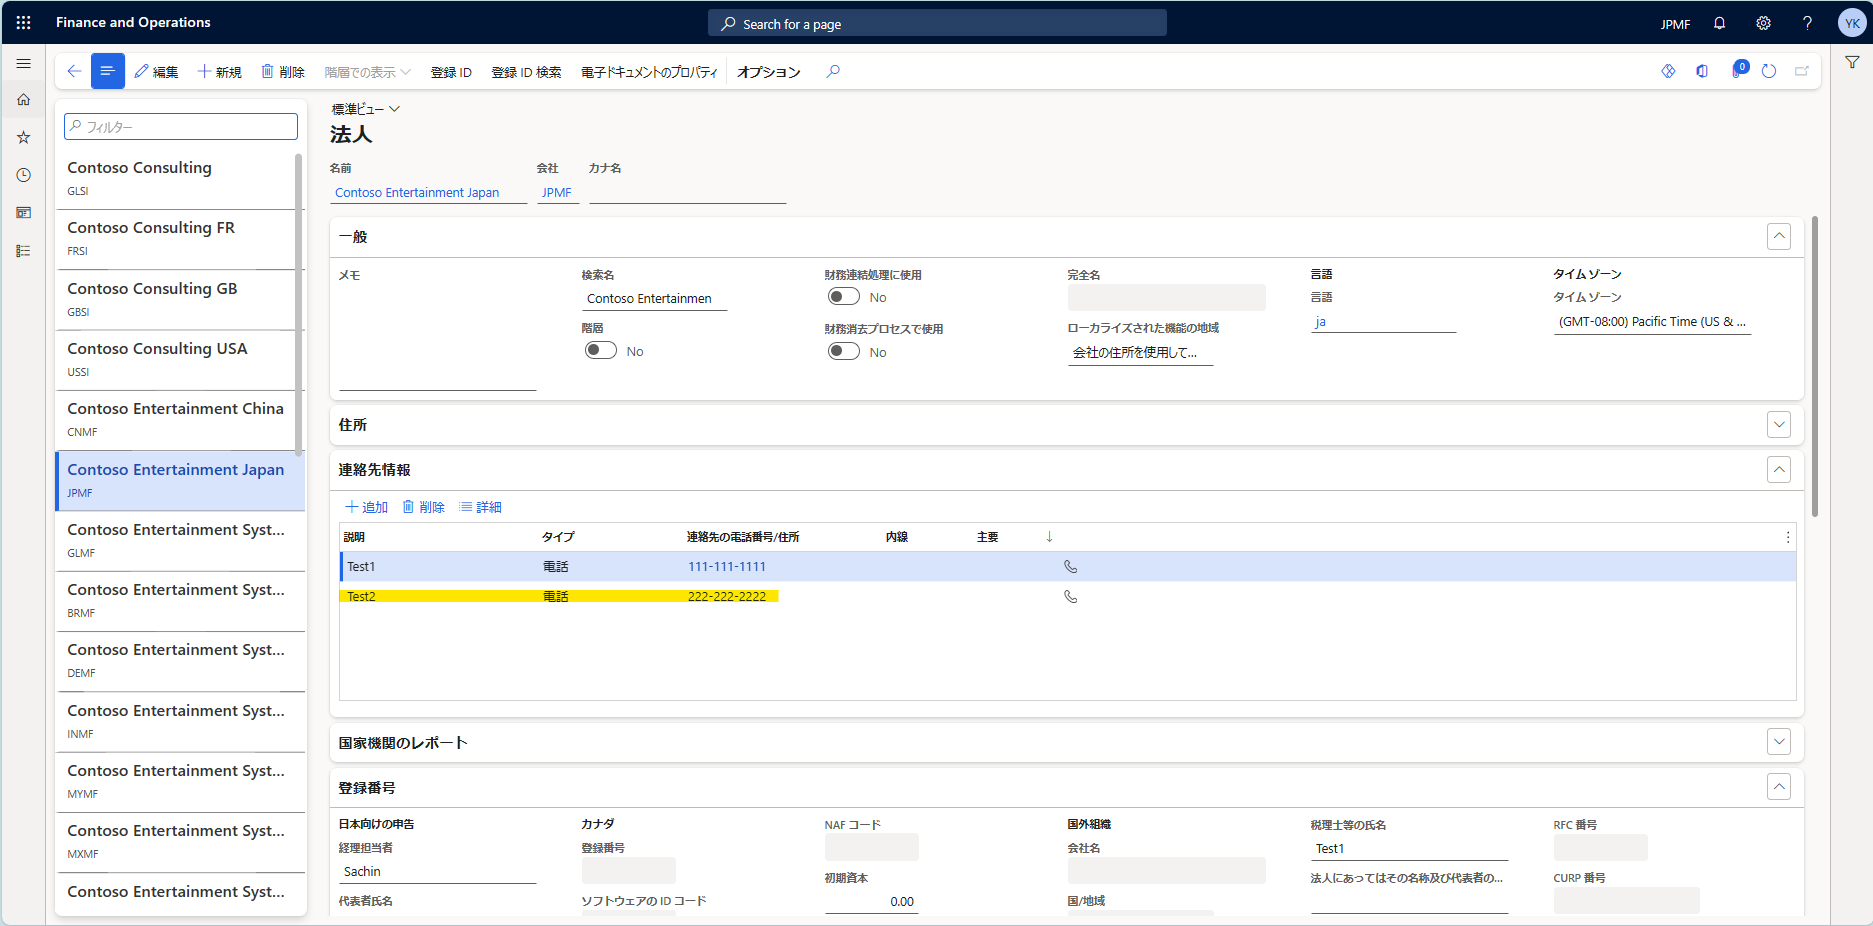 Finance and Operations
Search for a page
JPMF
?
YK
編集
新規
削除
階層での表示
登録 ID
登録 ID 検索
電子ドキュメントのプロパティ
オプション
0
フィルター
Contoso Consulting
GLSI
Contoso Consulting FR
FRSI
Contoso Consulting GB
GBSI
Contoso Consulting USA
USSI
Contoso Entertainment China
CNMF
Contoso Entertainment Japan
JPMF
Contoso Entertainment Syst...
GLMF
Contoso Entertainment Syst...
BRMF
Contoso Entertainment Syst...
DEMF
Contoso Entertainment Syst...
INMF
Contoso Entertainment Syst...
MYMF
Contoso Entertainment Syst...
MXMF
Contoso Entertainment Syst...
標準ビュー
法人
名前 会社 カナ名
Contoso Entertainment Japan JPMF
一般
メモ
検索名
Contoso Entertainmen
階層
No
財務連結処理に使用
No
財務消去プロセスで使用
No
完全名
ローカライズされた機能の地域
会社の住所を使用して...
言語
言語
ja
タイム ゾーン
タイム ゾーン
(GMT-08:00) Pacific Time (US & ...
住所
連絡先情報
追加 削除 詳細
説明 タイプ 連絡先の電話番号/住所 内線 主要
Test1 電話 111-111-1111
Test2 電話 222-222-2222
国家機関のレポート
登録番号
日本向けの申告
経理担当者
Sachin
代表者氏名
カナダ
登録番号
ソフトウェアの ID コード
NAF コード
初期資本
0.00
国外組織
会社名
国/地域
税理士等の氏名
Test1
法人にあってはその名称及び代表者の...
RFC 番号
CURP 番号